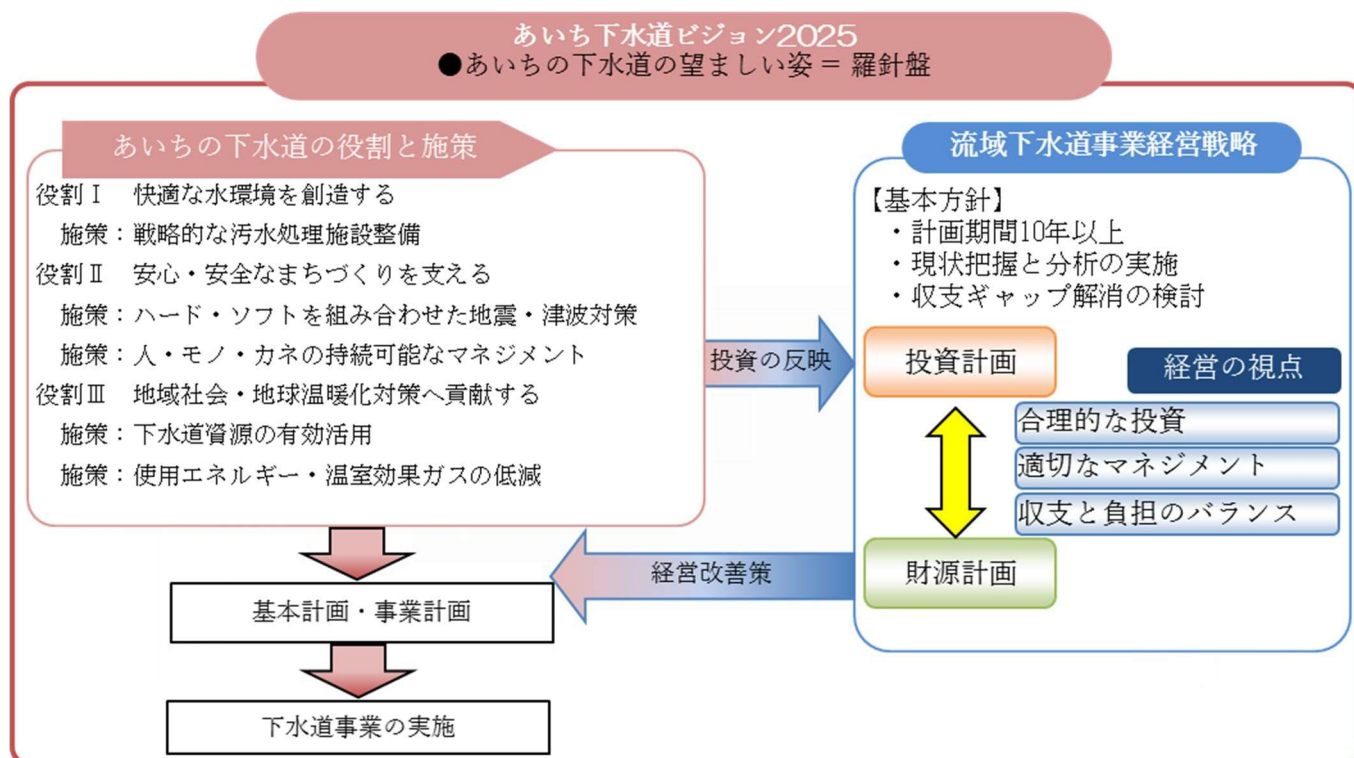 あいち下水道ビジョン2025
●あいちの下水道の望ましい姿 = 羅針盤
あいちの下水道の役割と施策
役割Ⅰ 快適な水環境を創造する
施策：戦略的な汚水処理施設整備
役割Ⅱ 安心・安全なまちづくりを支える
施策：ハード・ソフトを組み合わせた地震・津波対策
施策：人・モノ・カネの持続可能なマネジメント
役割Ⅲ 地域社会・地球温暖化対策へ貢献する
施策：下水道資源の有効活用
施策：使用エネルギー・温室効果ガスの低減
投資の反映
流域下水道事業経営戦略
【基本方針】
・計画期間10年以上
・現状把握と分析の実施
・収支ギャップ解消の検討
投資計画
経営の視点
合理的な投資
適切なマネジメント
収支と負担のバランス
財源計画
経営改善策
基本計画・事業計画
下水道事業の実施